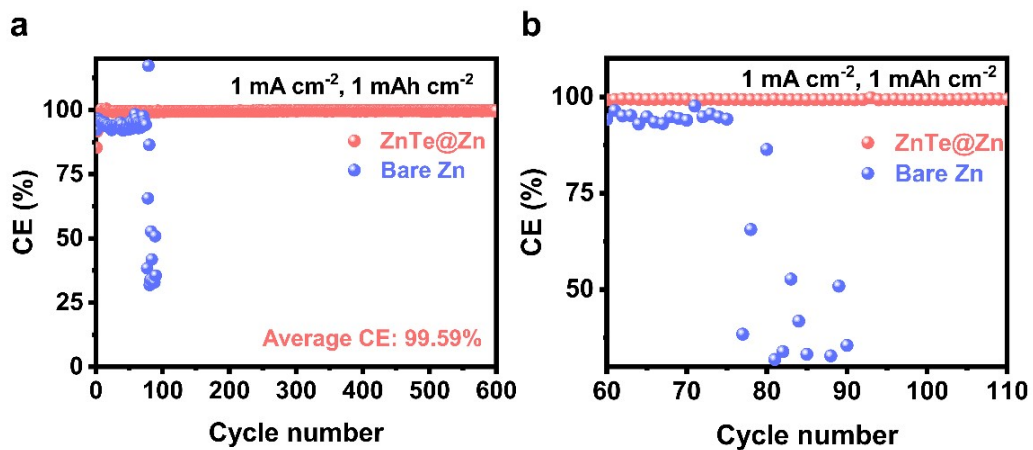 a
1 mA cm⁻², 1 mAh cm⁻²
ZnTe@Zn
Bare Zn
Average CE: 99.59%
CE (%)
100
75
50
25
0
0
100
200
300
400
500
600
Cycle number
b
1 mA cm⁻², 1 mAh cm⁻²
ZnTe@Zn
Bare Zn
CE (%)
100
75
50
60
70
80
90
100
110
Cycle number